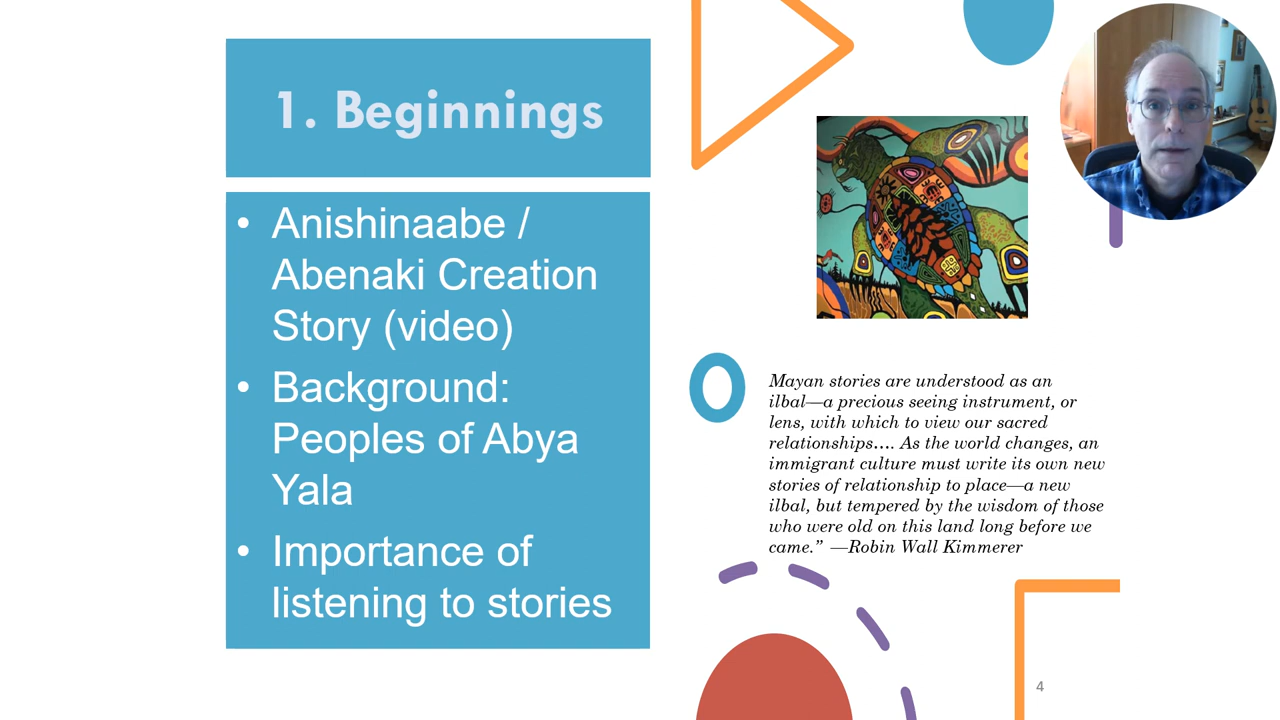 1. Beginnings
• Anishinaabe /
Abenaki Creation
Story (video)
• Background:
Peoples of Abya
Yala
• Importance of
listening to stories
Mayan stories are understood as an
ilbal—a precious seeing instrument, or
lens, with which to view our sacred
relationships…. As the world changes, an
immigrant culture must write its own new
stories of relationship to place—a new
ilbal, but tempered by the wisdom of those
who were old on this land long before we
came.” —Robin Wall Kimmerer
4